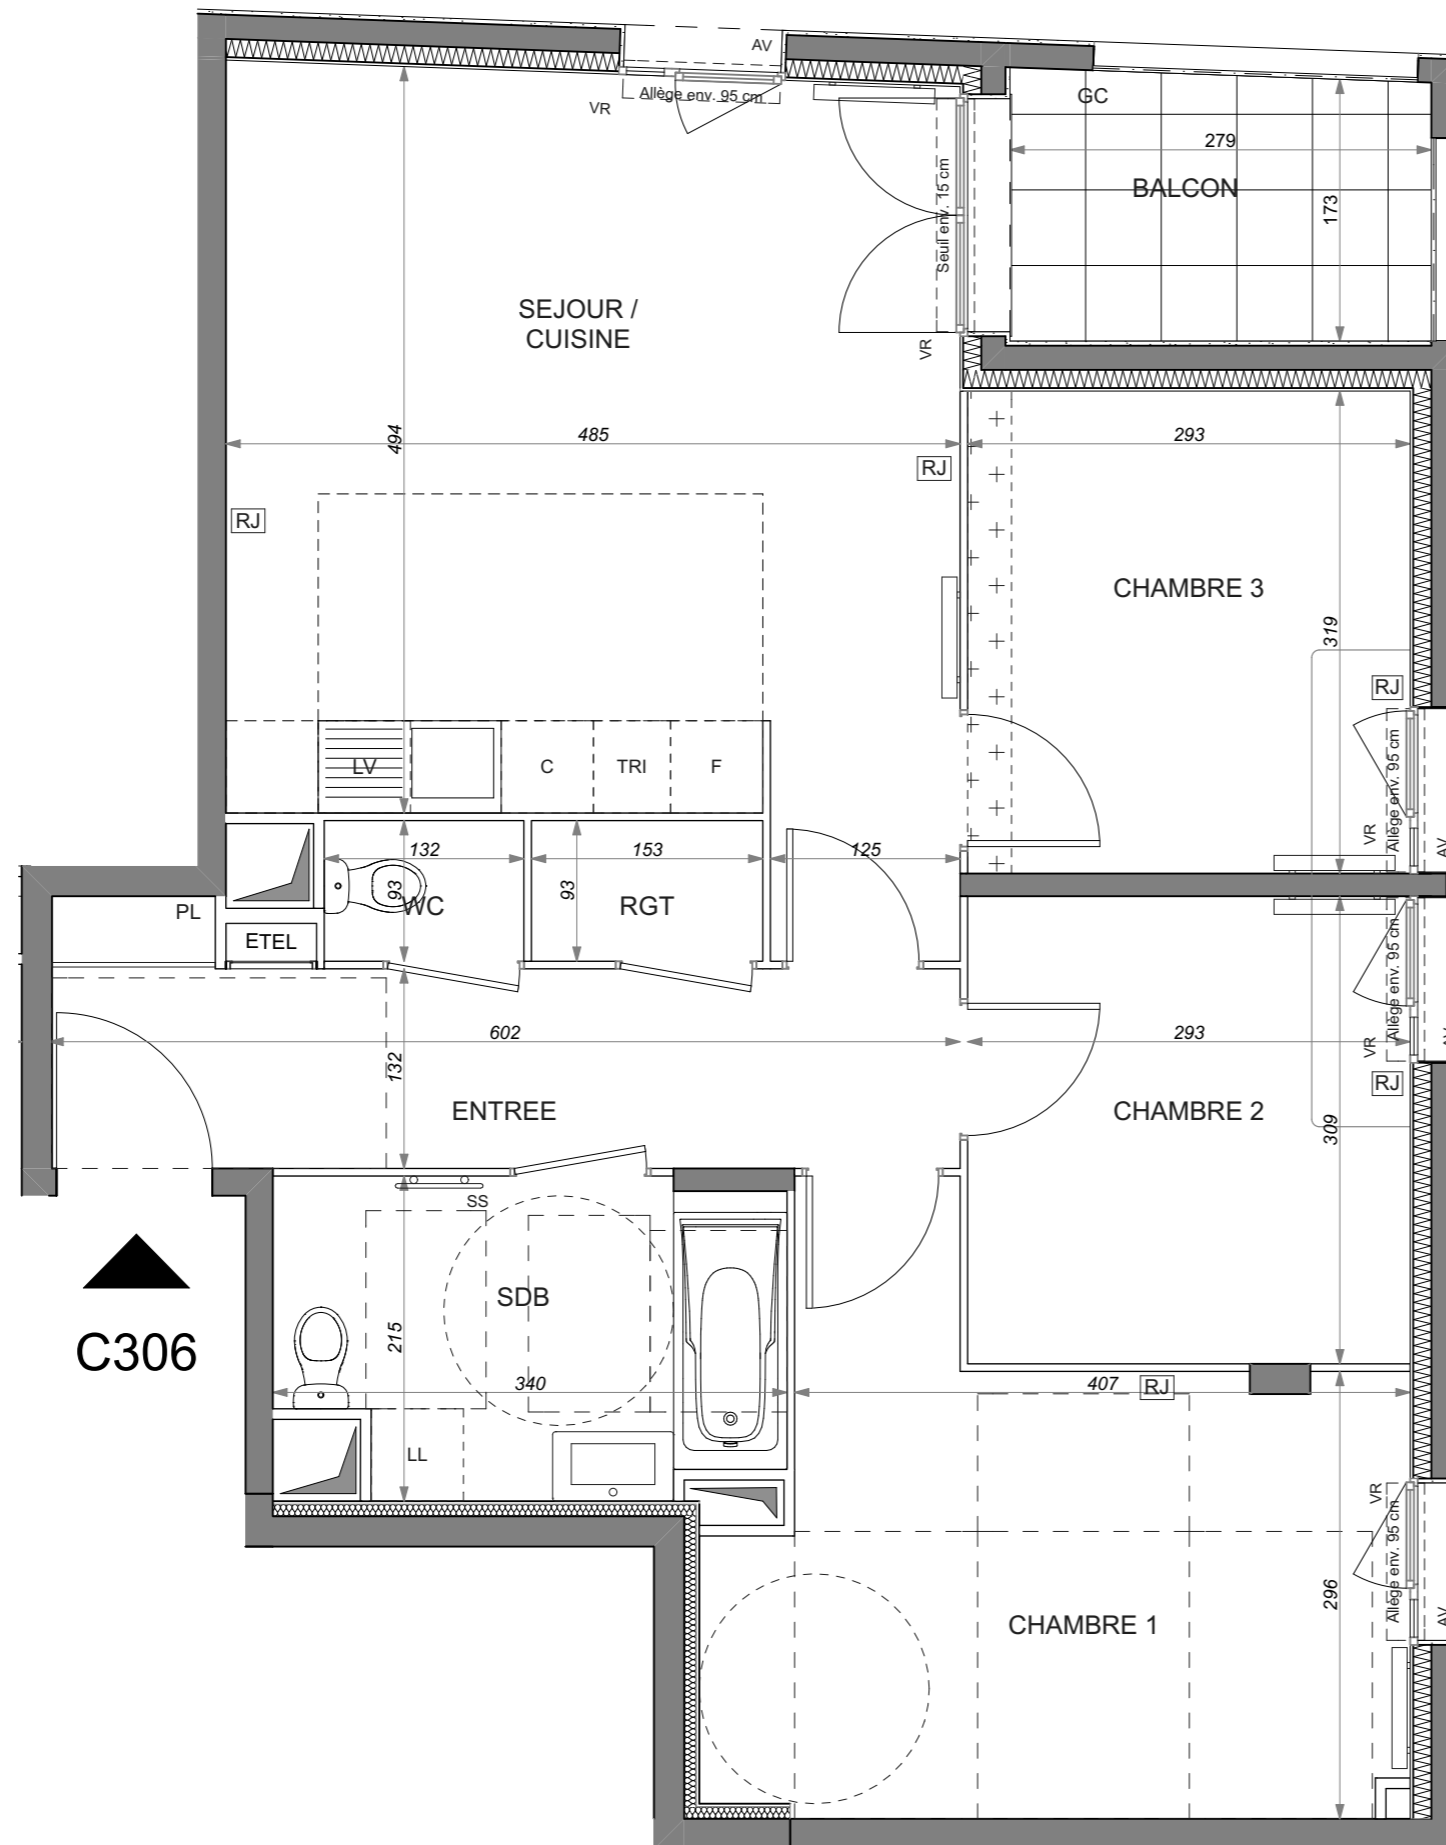 AV
Allège env. 95 cm
VR
GC
279
BALCON
173
Seuil env. 15 cm
SEJOUR /
CUISINE
VR
494
485
293
RJ
RJ
CHAMBRE 3
319
RJ
LV
C
TRI
F
Allège env. 95 cm
VR
AV
132
153
125
93
93
WC
RGT
PL
ETEL
Allège env. 95 cm
602
293
VR
AV
132
RJ
ENTREE
CHAMBRE 2
309
SS
SDB
C306
215
340
407
RJ
LL
VR
Allège env. 95 cm
296
CHAMBRE 1
AV